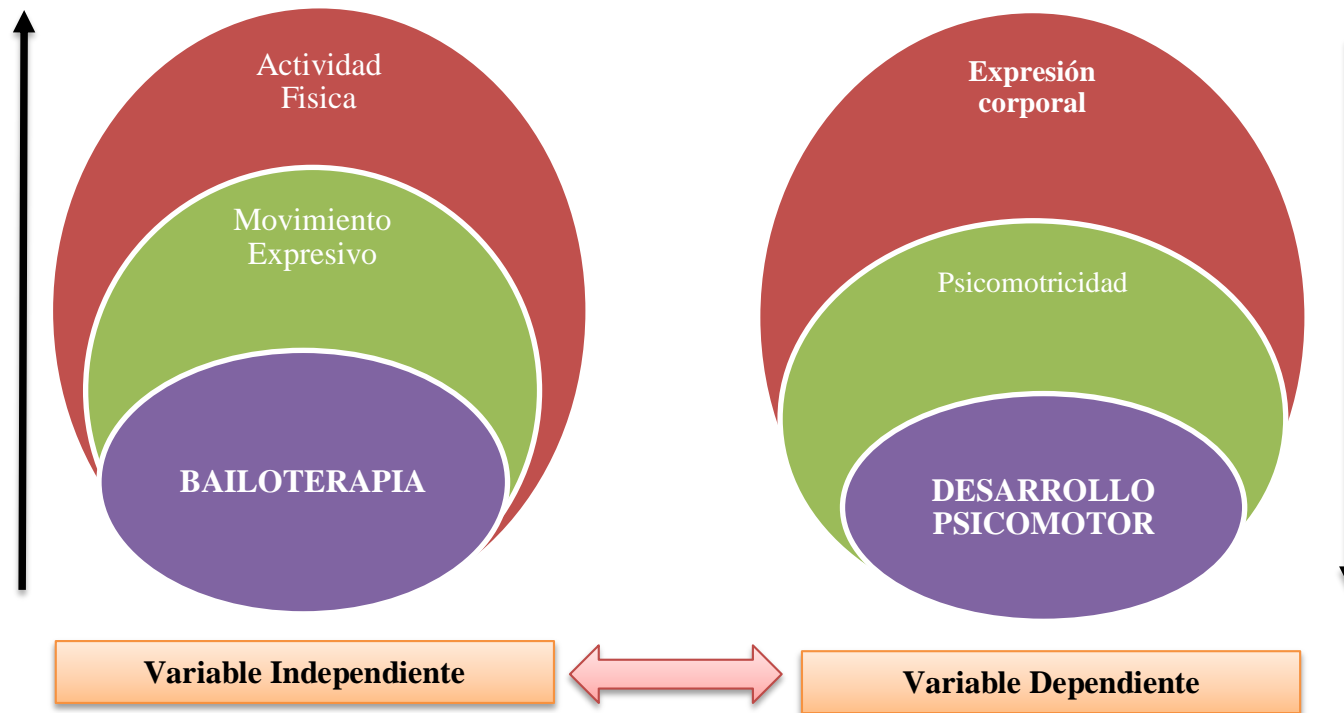 Actividad
Fisica
Movimiento
Expresivo
BAILOTERAPIA
Variable Independiente
Expresión
corporal
Psicomotricidad
DESARROLLO
PSICOMOTOR
Variable Dependiente